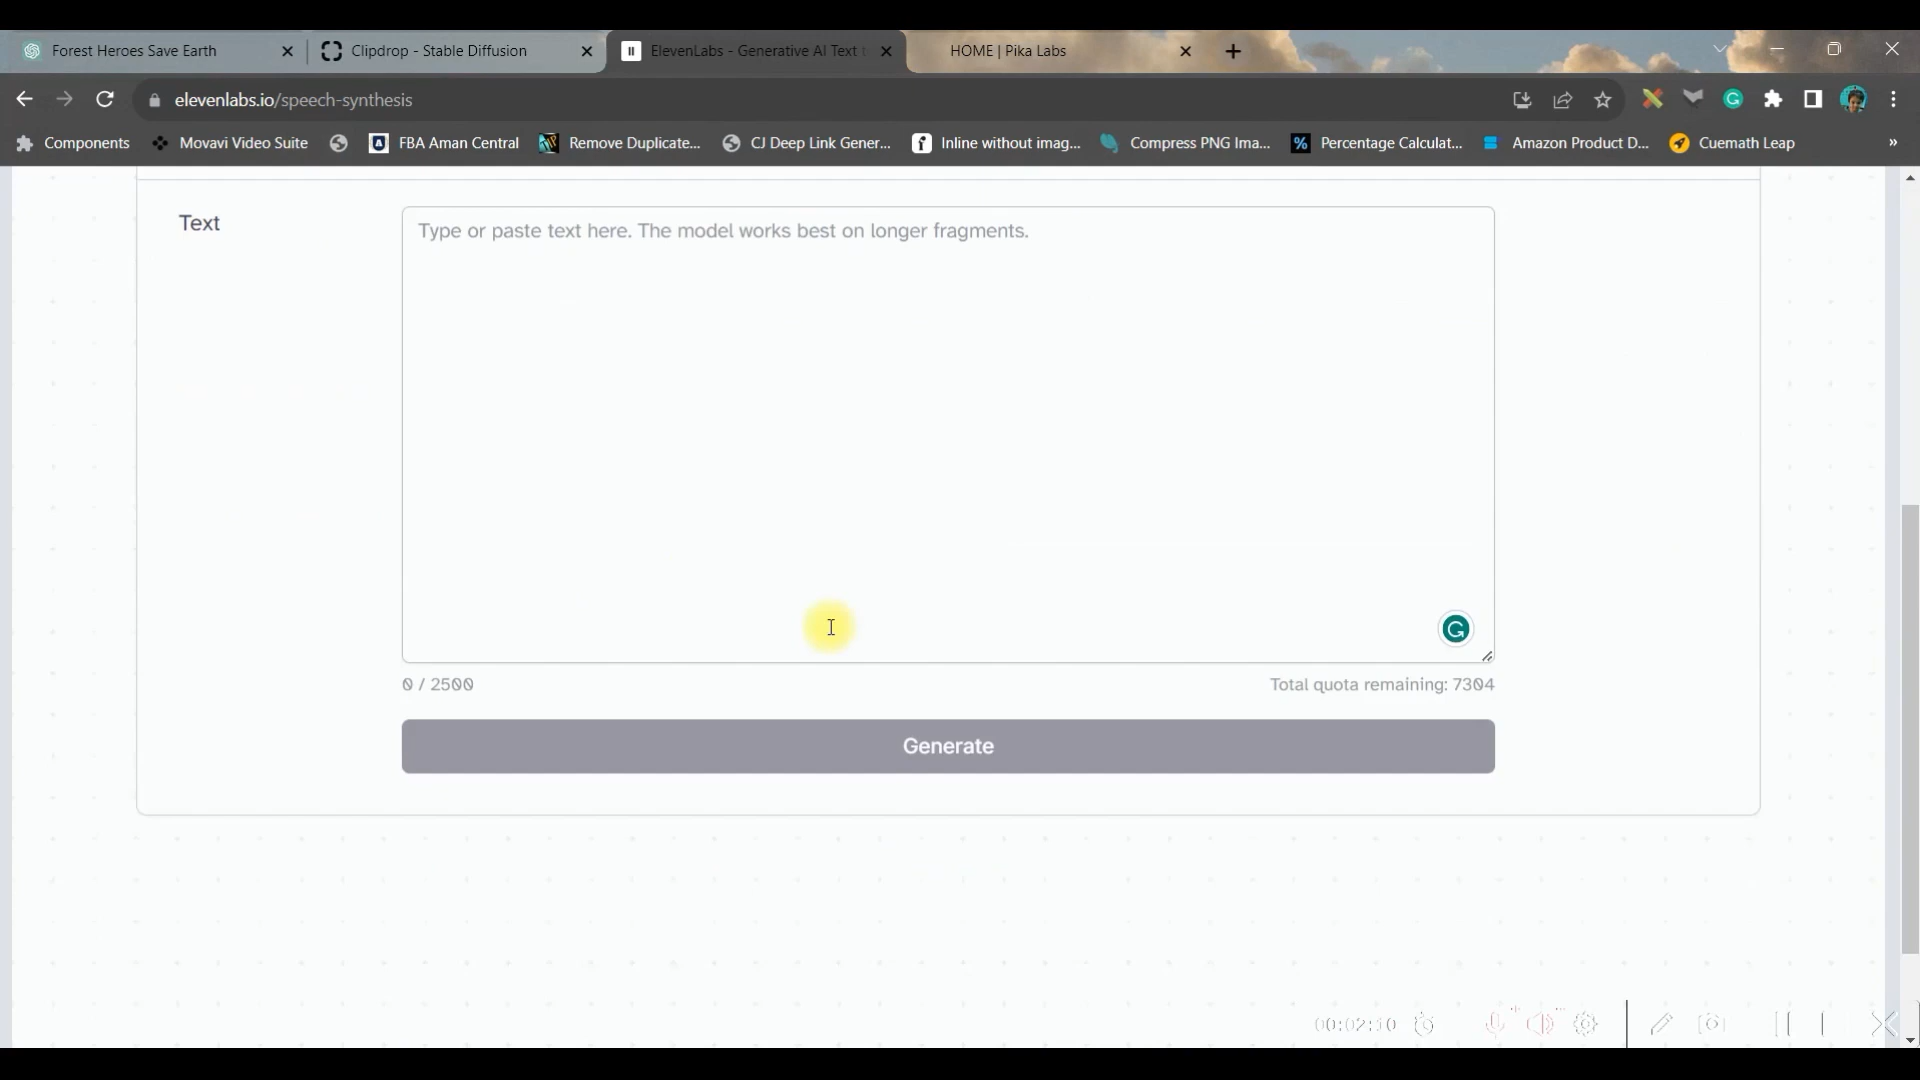 Forest Heroes Save Earth
Clipdrop - Stable Diffusion
ElevenLabs - Generative AI Text t
HOME | Pika Labs
elevenlabs.io/speech-synthesis
Components
Movavi Video Suite
FBA Aman Central
Remove Duplicate...
CJ Deep Link Gener...
Inline without imag...
Compress PNG Ima...
Percentage Calculat...
Amazon Product D...
Cuemath Leap
»
Text
Type or paste text here. The model works best on longer fragments.
0 / 2500
Total quota remaining: 7304
Generate
00:02:10